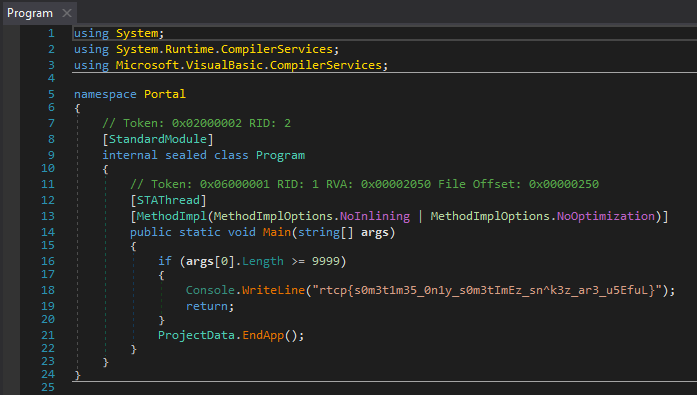 Program ×
1 using System;
2 using System.Runtime.CompilerServices;
3 using Microsoft.VisualBasic.CompilerServices;
4
5 namespace Portal
6 {
7 // Token: 0x02000002 RID: 2
8 [StandardModule]
9 internal sealed class Program
10 {
11 // Token: 0x06000001 RID: 1 RVA: 0x00002050 File Offset: 0x00000250
12 [STAThread]
13 [MethodImpl(MethodImplOptions.NoInlining | MethodImplOptions.NoOptimization)]
14 public static void Main(string[] args)
15 {
16 if (args[0].Length >= 9999)
17 {
18 Console.WriteLine("rtcp{s0m3t1m35_0n1y_s0m3tImEz_sn^k3z_ar3_u5EfuL}");
19 return;
20 }
21 ProjectData.EndApp();
22 }
23 }
24 }
25